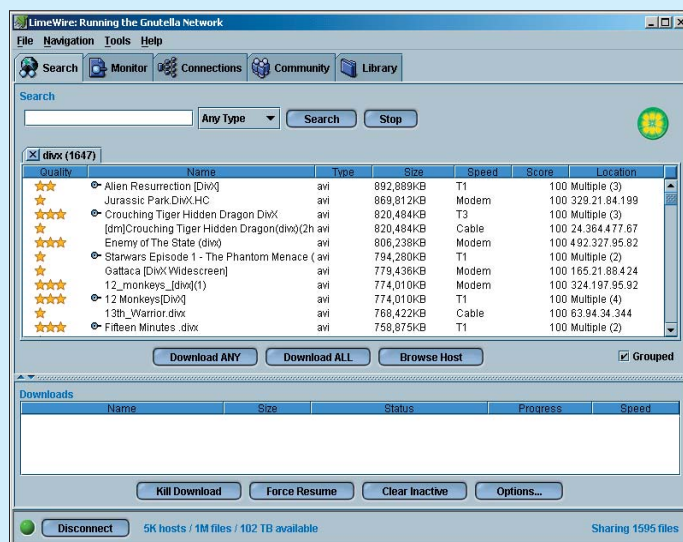 LimeWire: Running the Gnutella Network
File Navigation Tools Help
Search Monitor Connections Community Library
Search
Any Type Search Stop
divx (1647)
Quality Name Type Size Speed Score Location
Alien Resurrection [DivX] avi 892,889KB T1 100 Multiple (3)
Jurassic Park.DivX.HC avi 869,812KB Modem 100 329.21.84.199
Crouching Tiger Hidden Dragon DivX avi 820,484KB T3 100 Multiple (3)
[dm]Crouching Tiger Hidden Dragon(divx)(2h avi 820,484KB Cable 100 24.364.477.67
Enemy of The State (divx) avi 806,238KB Modem 100 492.327.95.82
Starwars Episode 1 - The Phantom Menace ( avi 794,280KB T1 100 Multiple (2)
Gattaca [DivX Widescreen] avi 779,436KB Modem 100 165.21.88.424
12_monkeys_[divx](1) avi 774,010KB Modem 100 324.197.95.92
12 Monkeys[DivX] avi 774,010KB T1 100 Multiple (4)
13th_Warrior.divx avi 768,422KB Cable 100 63.94.34.344
Fifteen Minutes .divx avi 758,875KB T1 100 Multiple (2)
Download ANY Download ALL Browse Host Grouped
Downloads
Name Size Status Progress Speed
Kill Download Force Resume Clear Inactive Options...
Disconnect 5K hosts / 1M files / 102 TB available Sharing 1595 files